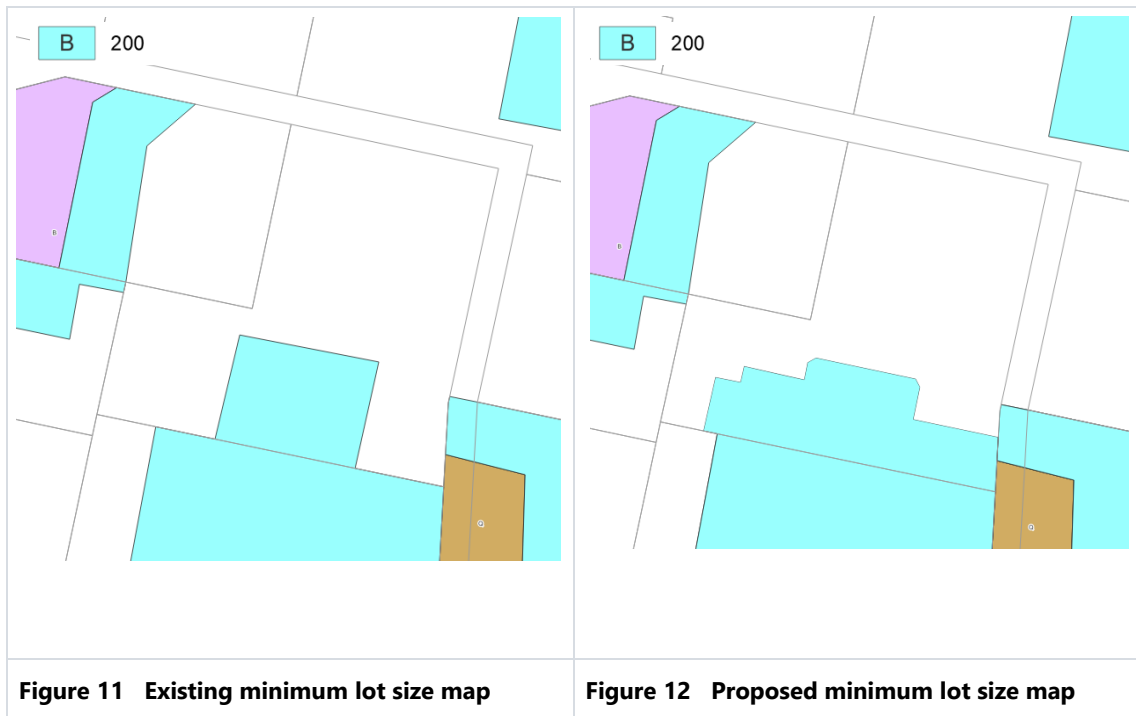 B 200
B
Q
B 200
B
Q
Figure 11 Existing minimum lot size map
Figure 12 Proposed minimum lot size map